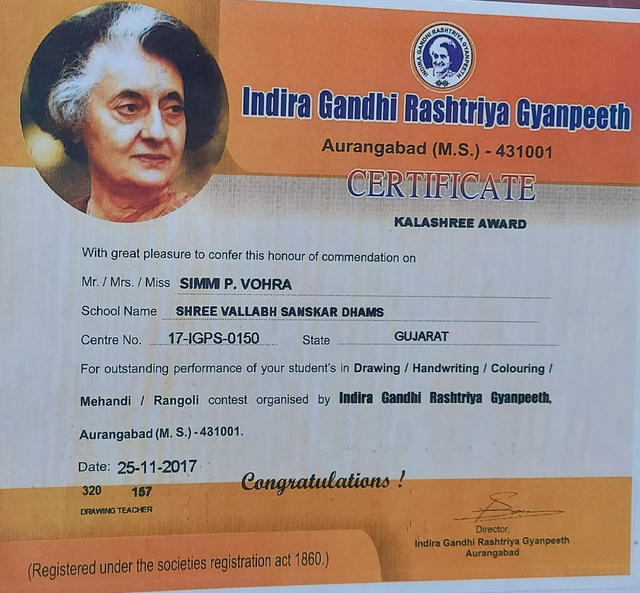 INDIRA GANDHI RASHTRIYA GYANPEETH
Indira Gandhi Rashtriya Gyanpeeth
Aurangabad (M.S.) - 431001
CERTIFICATE
KALASHREE AWARD
With great pleasure to confer this honour of commendation on
Mr. / Mrs. / Miss SIMMI P. VOHRA
School Name SHREE VALLABH SANSKAR DHAMS
Centre No. 17-IGPS-0150 State GUJARAT
For outstanding performance of your student's in Drawing / Handwriting / Colouring /
Mehandi / Rangoli contest organised by Indira Gandhi Rashtriya Gyanpeeth,
Aurangabad (M. S.) - 431001.
Date: 25-11-2017
Congratulations !
320 157
DRAWING TEACHER
Director,
Indira Gandhi Rashtriya Gyanpeeth
Aurangabad
(Registered under the societies registration act 1860.)